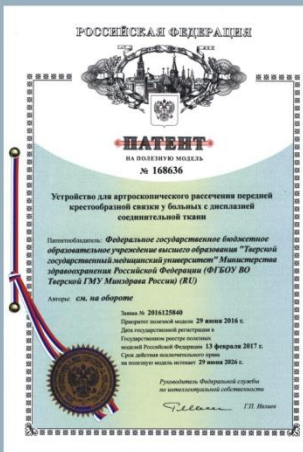 РОССИЙСКАЯ ФЕДЕРАЦИЯ
ПАТЕНТ
НА ПОЛЕЗНУЮ МОДЕЛЬ
№ 168636
Устройство для артроскопического рассечения передней
крестообразной связки у больных с дисплазией
соединительной ткани
Патентообладатель: Федеральное государственное бюджетное
образовательное учреждение высшего образования "Тверской
государственный медицинский университет" Министерства
здравоохранения Российской Федерации (ФГБОУ ВО
Тверской ГМУ Минздрава России) (RU)
Авторы: см. на обороте
Заявка № 2016125840
Приоритет полезной модели 29 июня 2016 г.
Дата государственной регистрации в
Государственном реестре полезных
моделей Российской Федерации 13 февраля 2017 г.
Срок действия исключительного права
на полезную модель истекает 29 июня 2026 г.
Руководитель Федеральной службы
по интеллектуальной собственности
Г.П. Ивлиев